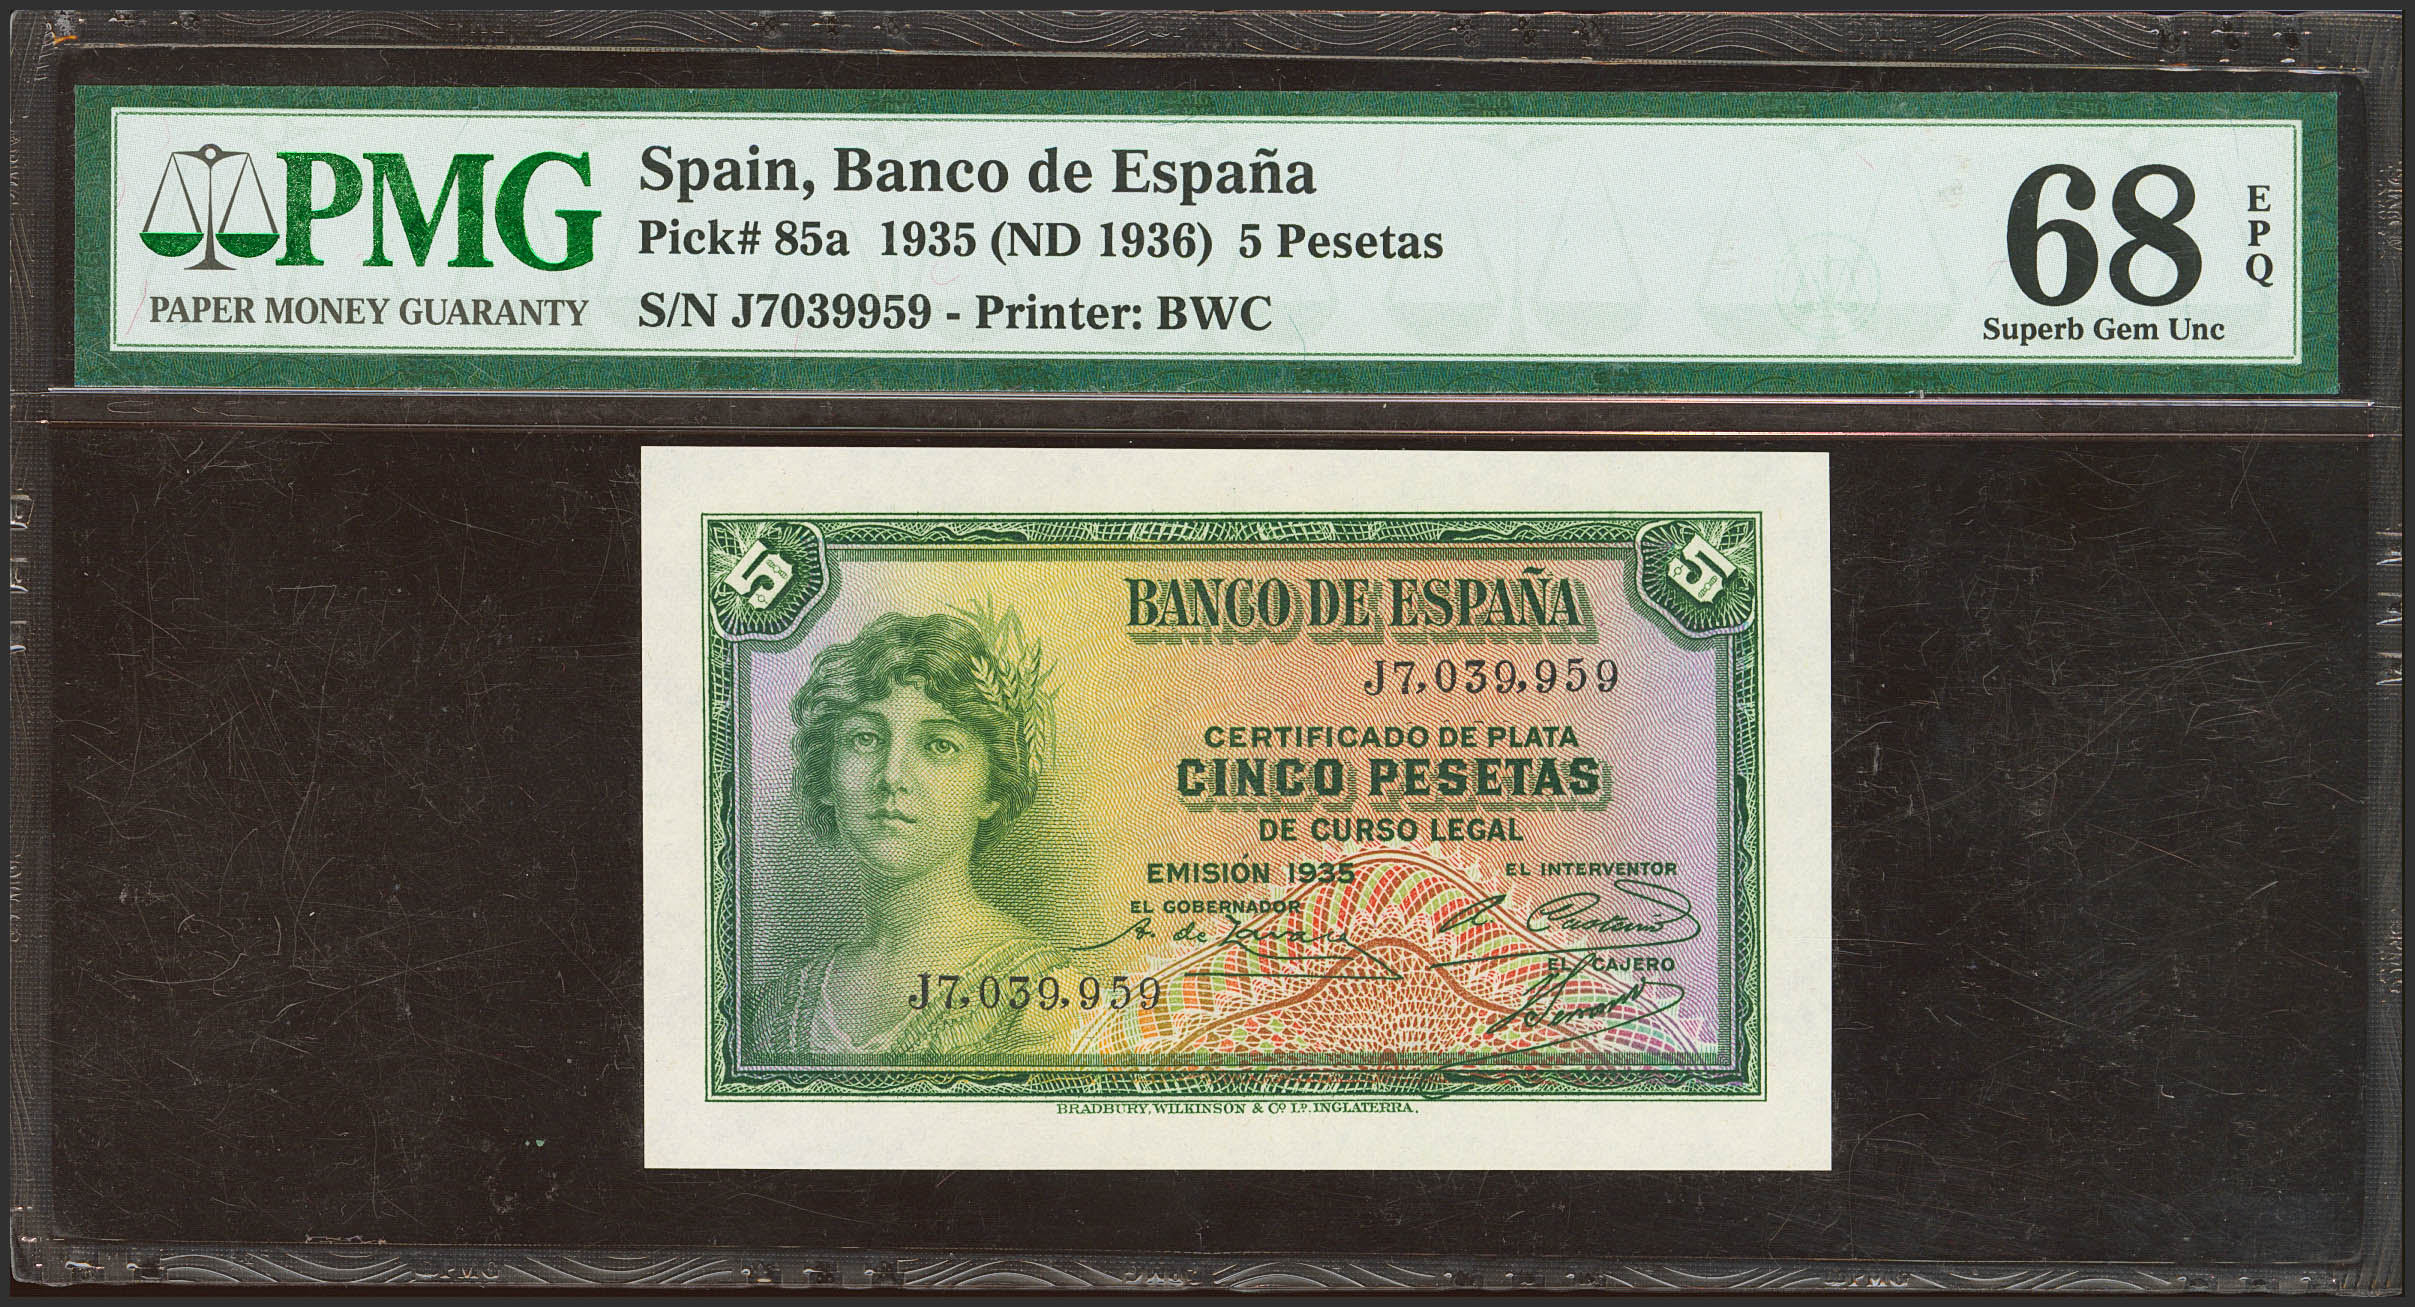 PMG
PAPER MONEY GUARANTY
Spain, Banco de España
Pick# 85a 1935 (ND 1936) 5 Pesetas
S/N J7039959 - Printer: BWC
68
EPQ
Superb Gem Unc
5
5
BANCO DE ESPAÑA
J7,039,959
CERTIFICADO DE PLATA
CINCO PESETAS
DE CURSO LEGAL
EMISIÓN 1935
EL INTERVENTOR
EL GOBERNADOR
A. de Zavala
EL CAJERO
J7,039,959
BRADBURY, WILKINSON & Cº Lº. INGLATERRA.